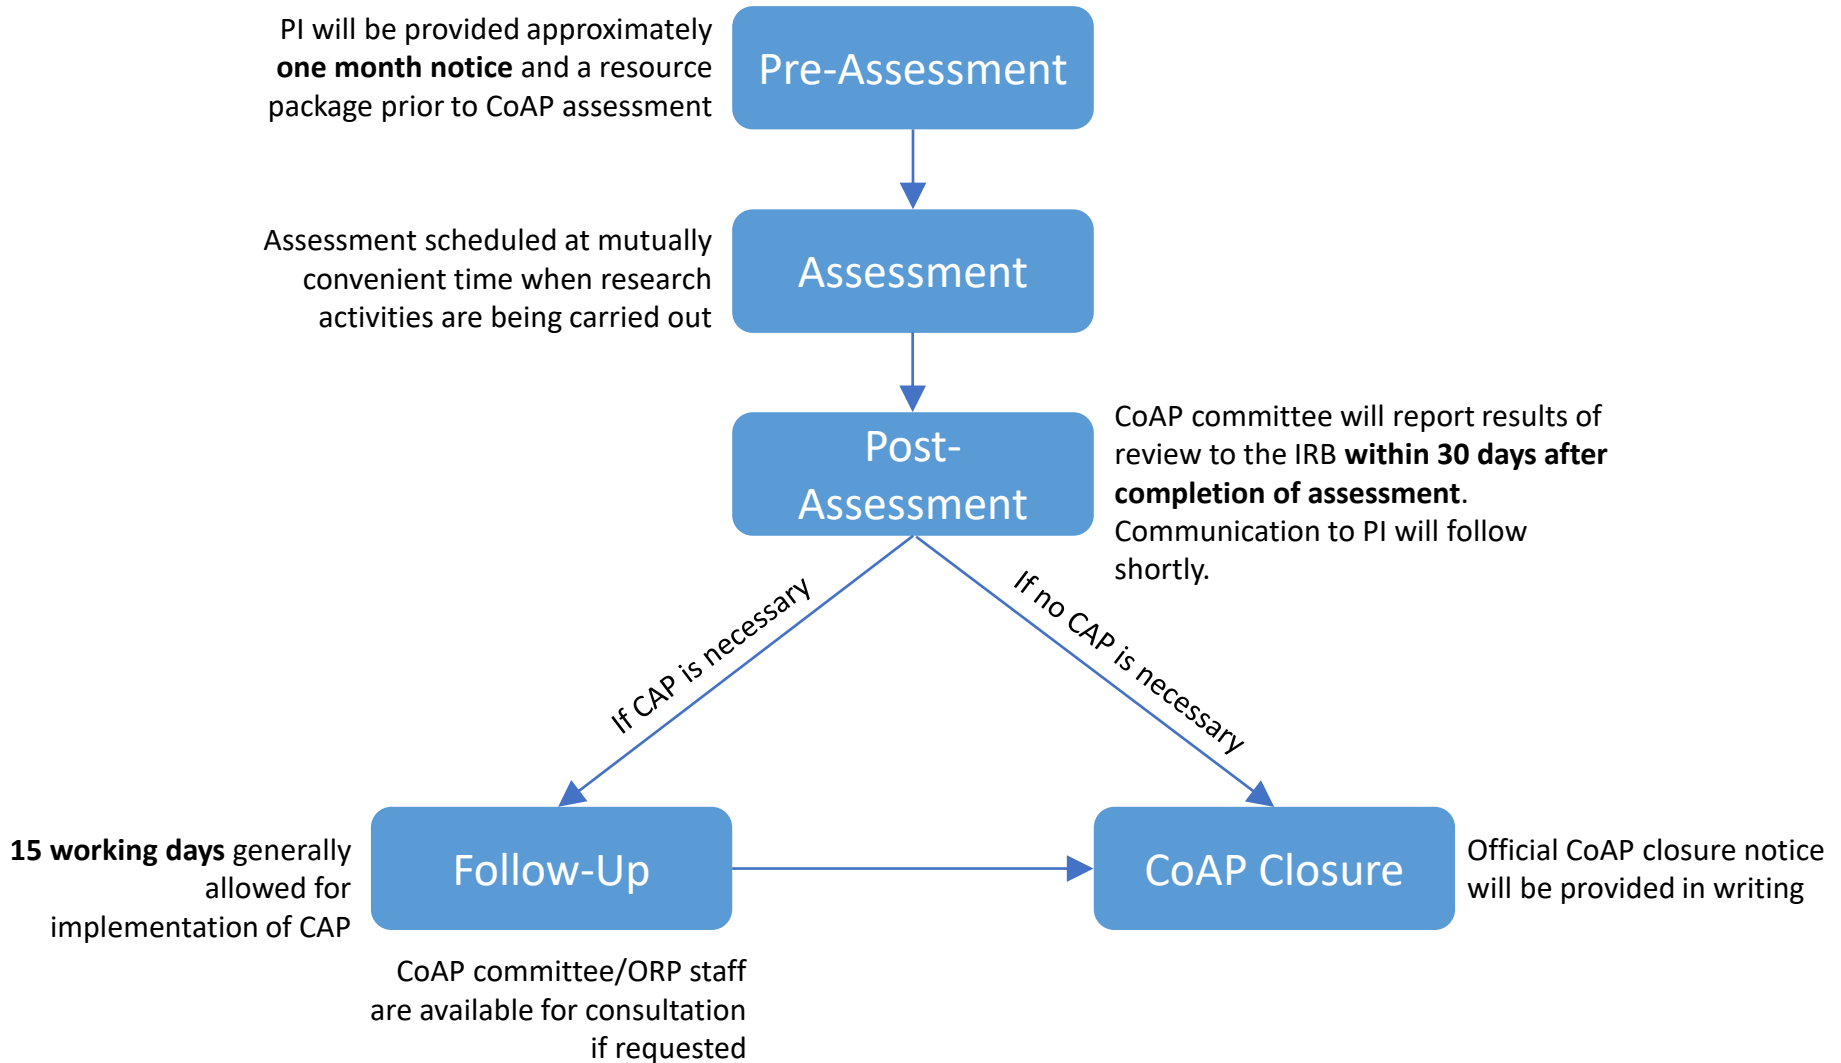 PI will be provided approximately
one month notice and a resource
package prior to CoAP assessment
Pre-Assessment
Assessment scheduled at mutually
convenient time when research
activities are being carried out
Assessment
Post-
Assessment
CoAP committee will report results of
review to the IRB within 30 days after
completion of assessment.
Communication to PI will follow
shortly.
If CAP is necessary
If no CAP is necessary
15 working days generally
allowed for
implementation of CAP
Follow-Up
CoAP Closure
Official CoAP closure notice
will be provided in writing
CoAP committee/ORP staff
are available for consultation
if requested